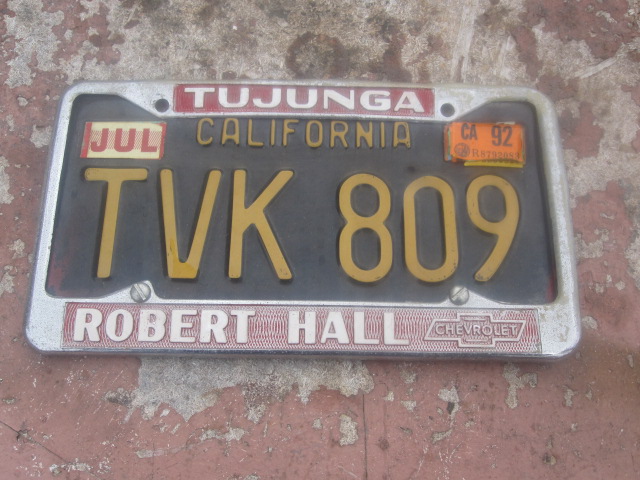 TUJUNGA
CALIFORNIA
JUL
CA 92
TVK 809
ROBERT HALL CHEVROLET